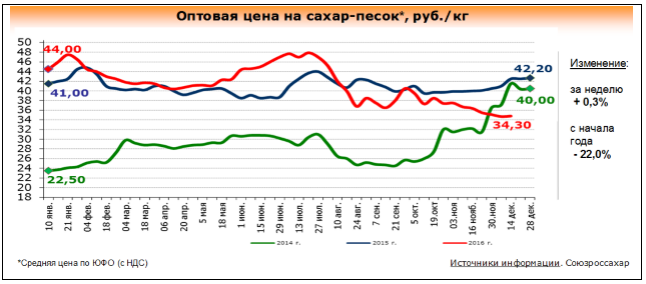 Оптовая цена на сахар-песок*, руб./кг
50
48
46
44
42
40
38
36
34
32
30
28
26
24
22
20
18
44,00
41,00
22,50
42,20
40,00
34,30
Изменение:
за неделю
+ 0,3%
с начала
года
- 22,0%
10 янв.
21 янв.
04 фев.
18 фев.
04 мар.
18 мар.
06 апр.
20 апр.
5 мая
18 мая
1 июн.
15 июн.
29 июн.
13 июл.
27 июл.
10 авг.
24 авг.
7 сен.
21 сен.
5 окт.
19.окт
03.ноя
16 нояб.
30.ноя
14 дек.
28 дек.
2014 г.
2015 г.
2016 г.
*Средняя цена по ЮФО (с НДС)
Источники информации. Союзроссахар